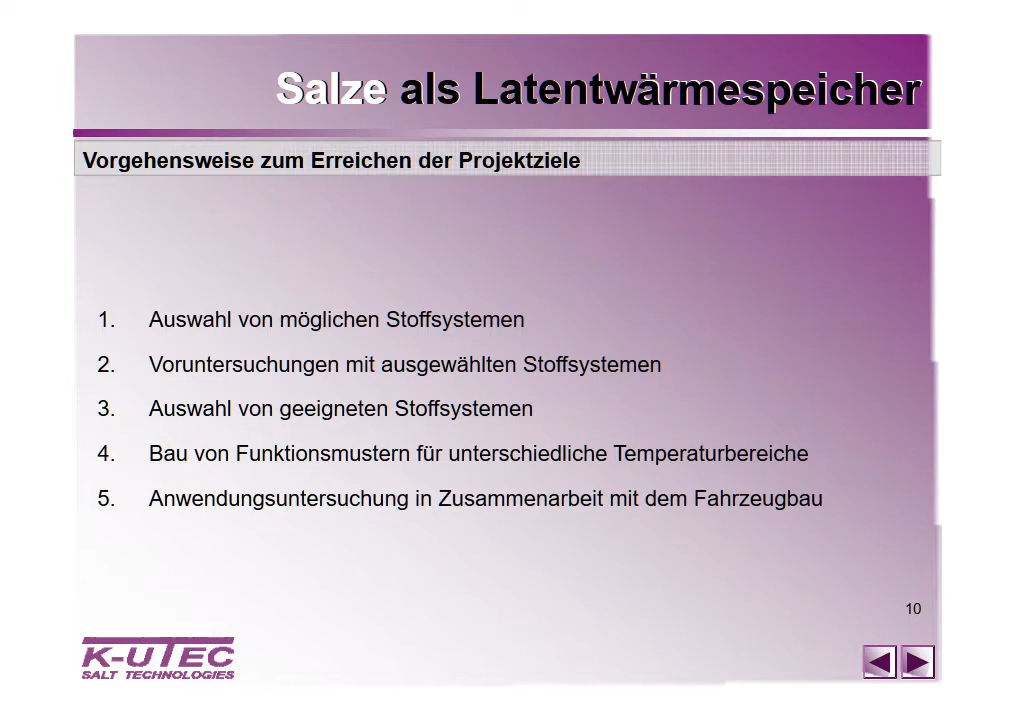 Salze als Latentwärmespeicher
Vorgehensweise zum Erreichen der Projektziele
1. Auswahl von möglichen Stoffsystemen
2. Voruntersuchungen mit ausgewählten Stoffsystemen
3. Auswahl von geeigneten Stoffsystemen
4. Bau von Funktionsmustern für unterschiedliche Temperaturbereiche
5. Anwendungsuntersuchung in Zusammenarbeit mit dem Fahrzeugbau
10
K-UTEC
SALT TECHNOLOGIES